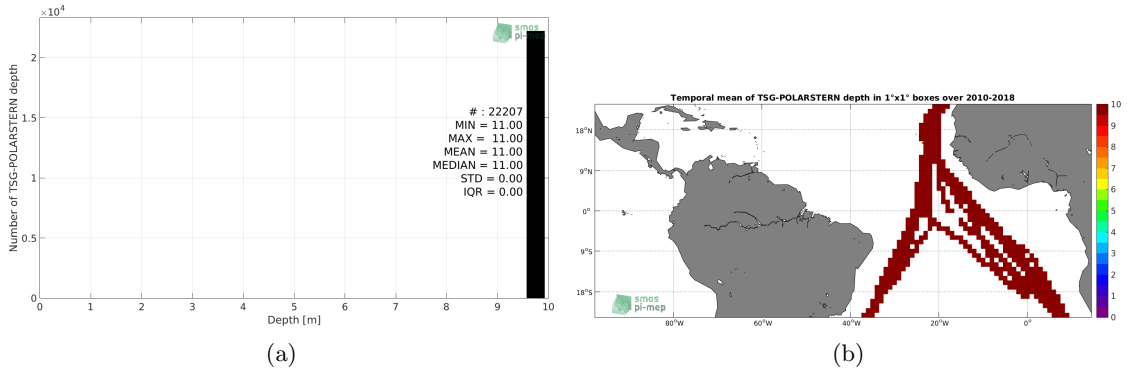 ×10⁴
smos
pi-mep
2
1.5
1
0.5
0
Number of TSG-POLARSTERN depth
# : 22207
MIN = 11.00
MAX = 11.00
MEAN = 11.00
MEDIAN = 11.00
STD = 0.00
IQR = 0.00
0 1 2 3 4 5 6 7 8 9 10
Depth [m]
(a)
Temporal mean of TSG-POLARSTERN depth in 1°x1° boxes over 2010-2018
18°N
9°N
0°
9°S
18°S
80°W 60°W 40°W 20°W 0°
smos
pi-mep
10
9
8
7
6
5
4
3
2
1
0
(b)